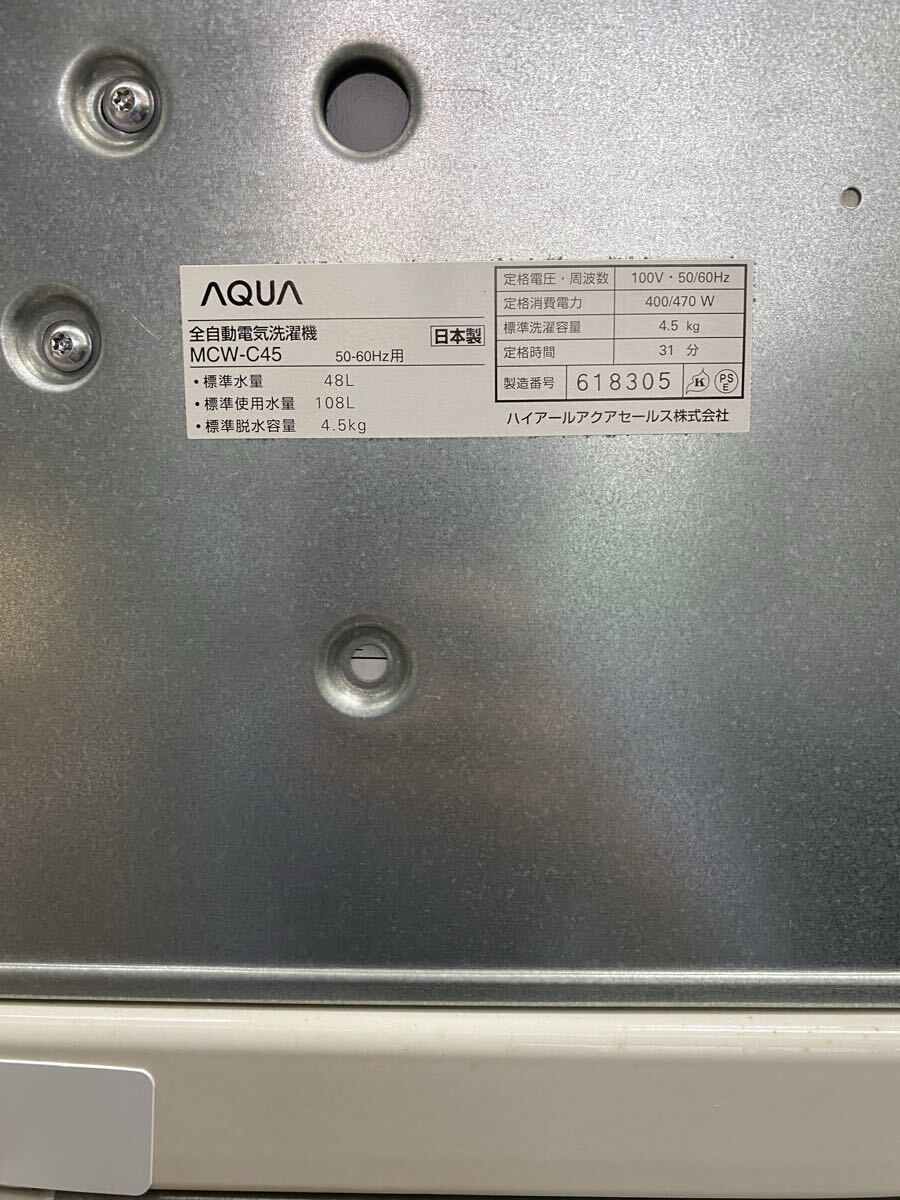 AQUA
全自動電気洗濯機 日本製
MCW-C45 50-60Hz用
・標準水量 48L
・標準使用水量 108L
・標準脱水容量 4.5kg
定格電圧・周波数 100V・50/60Hz
定格消費電力 400/470 W
標準洗濯容量 4.5 kg
定格時間 31 分
製造番号 618305 K PS E
ハイアールアクアセールス株式会社